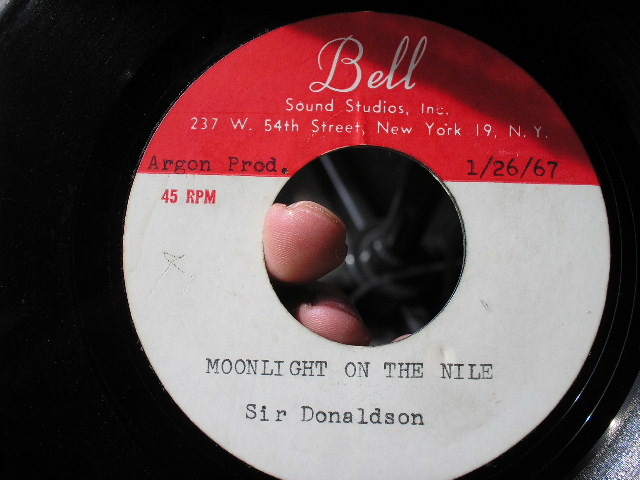 Bell
Sound Studios, Inc.
237 W. 54th Street, New York 19, N. Y.
Argon Prod. 1/26/67
45 RPM
MOONLIGHT ON THE NILE
Sir Donaldson